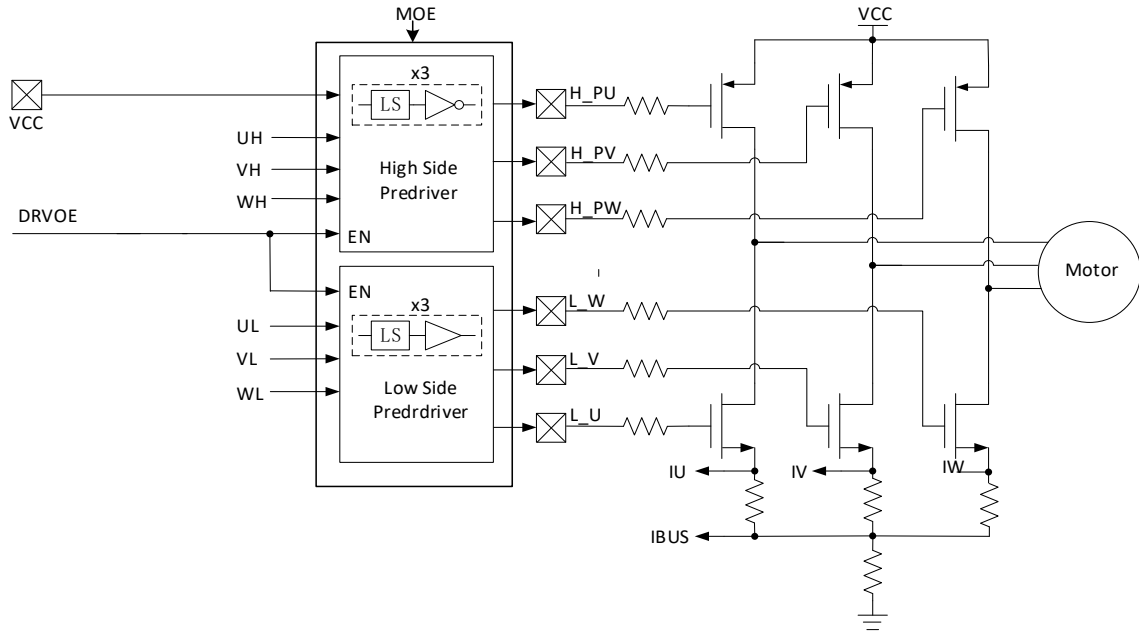 MOE
VCC
x3
LS
VCC
H_PU
UH
VH
WH
High Side
Predriver
H_PV
DRVOE
EN
H_PW
Motor
EN
x3
LS
L_W
UL
VL
WL
Low Side
Predrdriver
L_V
L_U
IU
IV
IW
IBUS